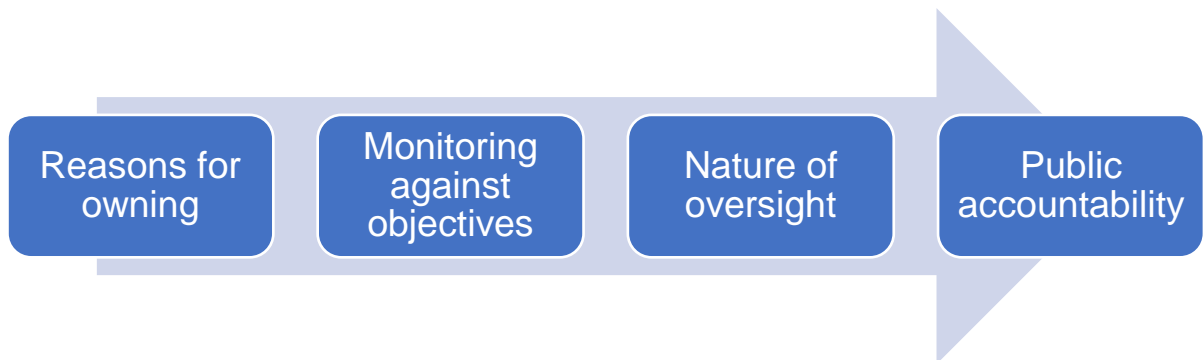 Reasons for
owning
Monitoring
against
objectives
Nature of
oversight
Public
accountability